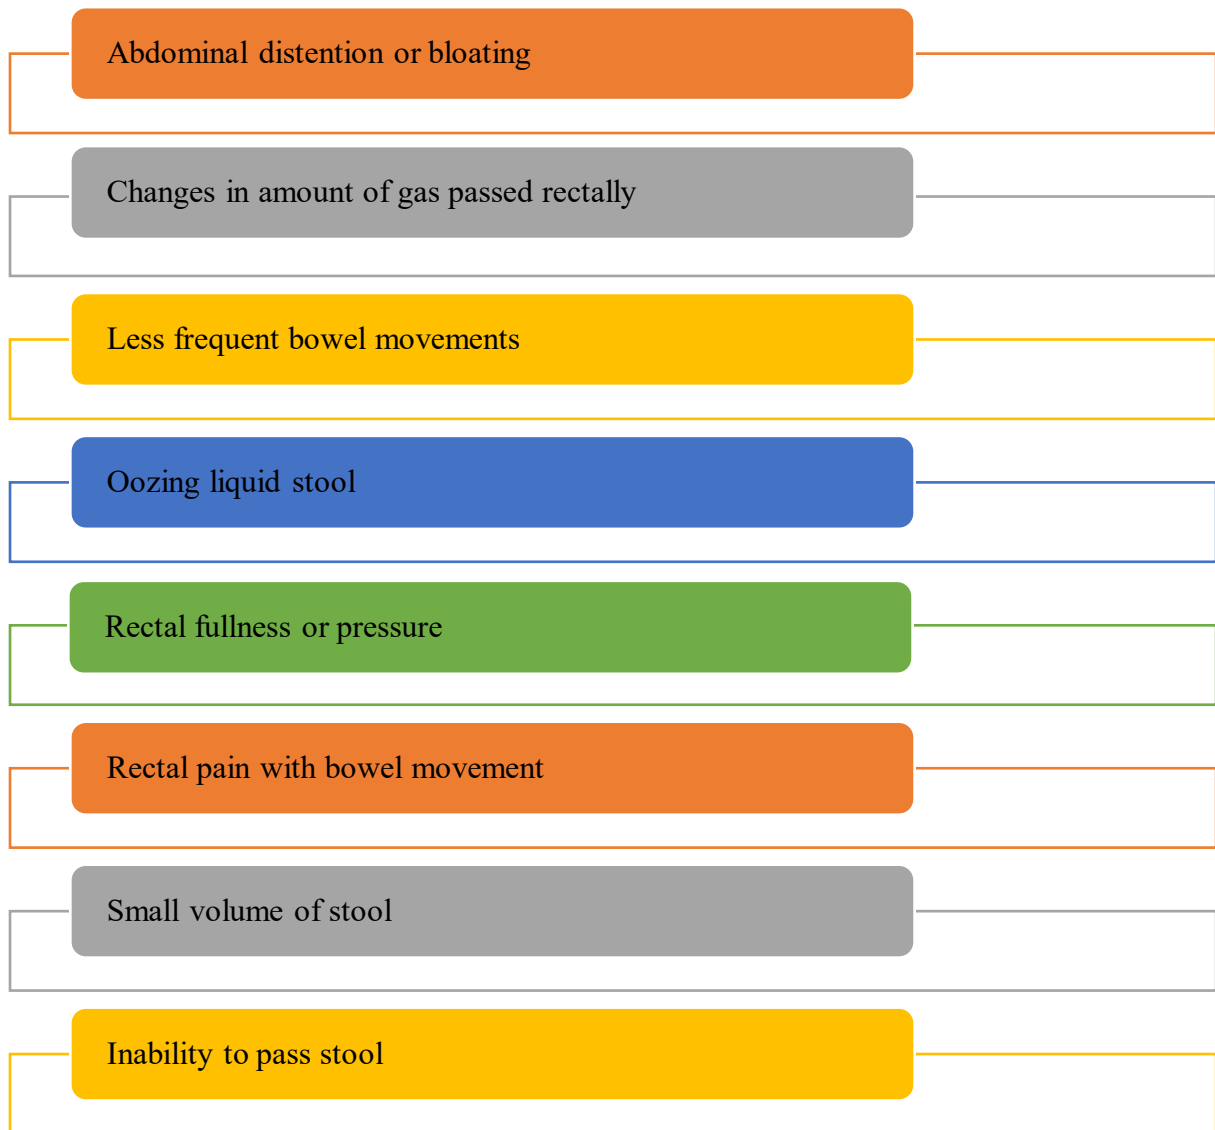 Abdominal distention or bloating
Changes in amount of gas passed rectally
Less frequent bowel movements
Oozing liquid stool
Rectal fullness or pressure
Rectal pain with bowel movement
Small volume of stool
Inability to pass stool